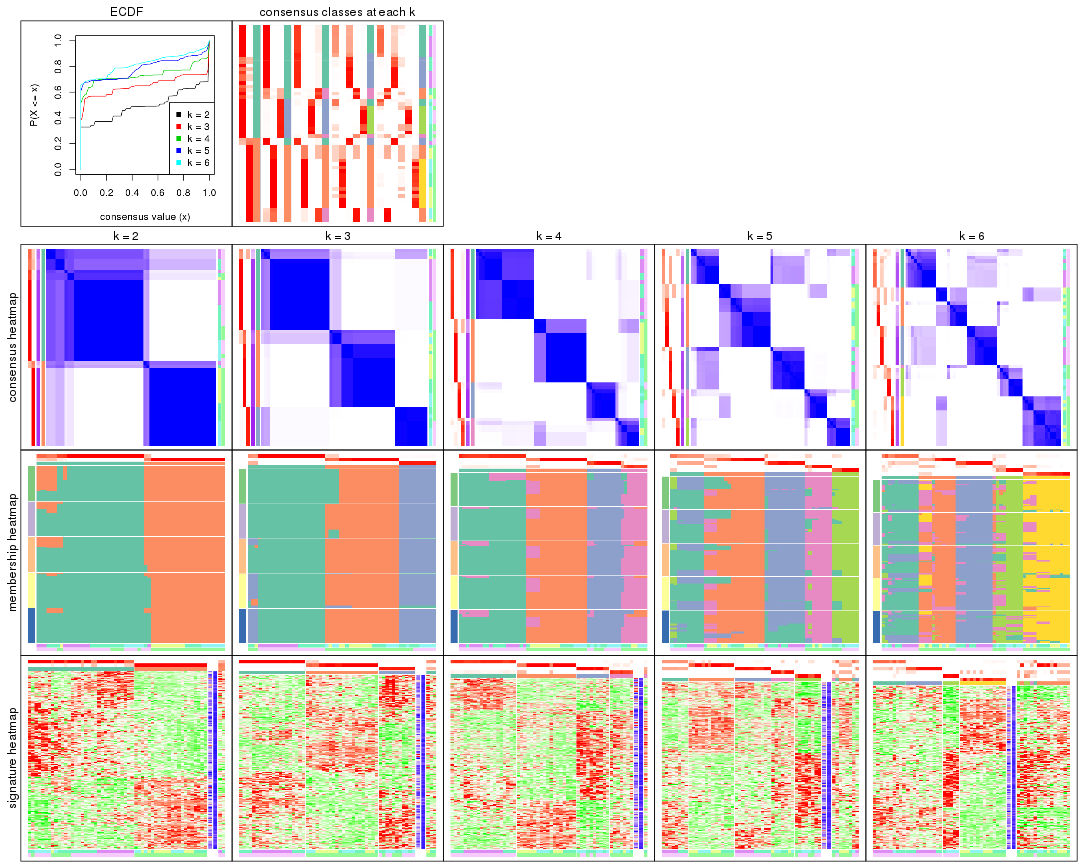 ECDF
consensus classes at each k
P(X <= x)
0.0 0.2 0.4 0.6 0.8 1.0
k = 2
k = 3
k = 4
k = 5
k = 6
0.0 0.2 0.4 0.6 0.8 1.0
consensus value (x)
k = 2 k = 3 k = 4 k = 5 k = 6
consensus heatmap
membership heatmap
signature heatmap